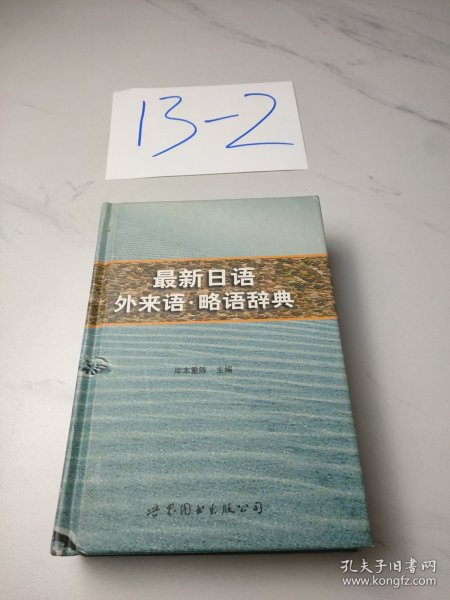 13-2
最新日语
外来语·略语辞典
岸本重陈 主编
世界图书出版公司
孔夫子旧书网
www.kongfz.com